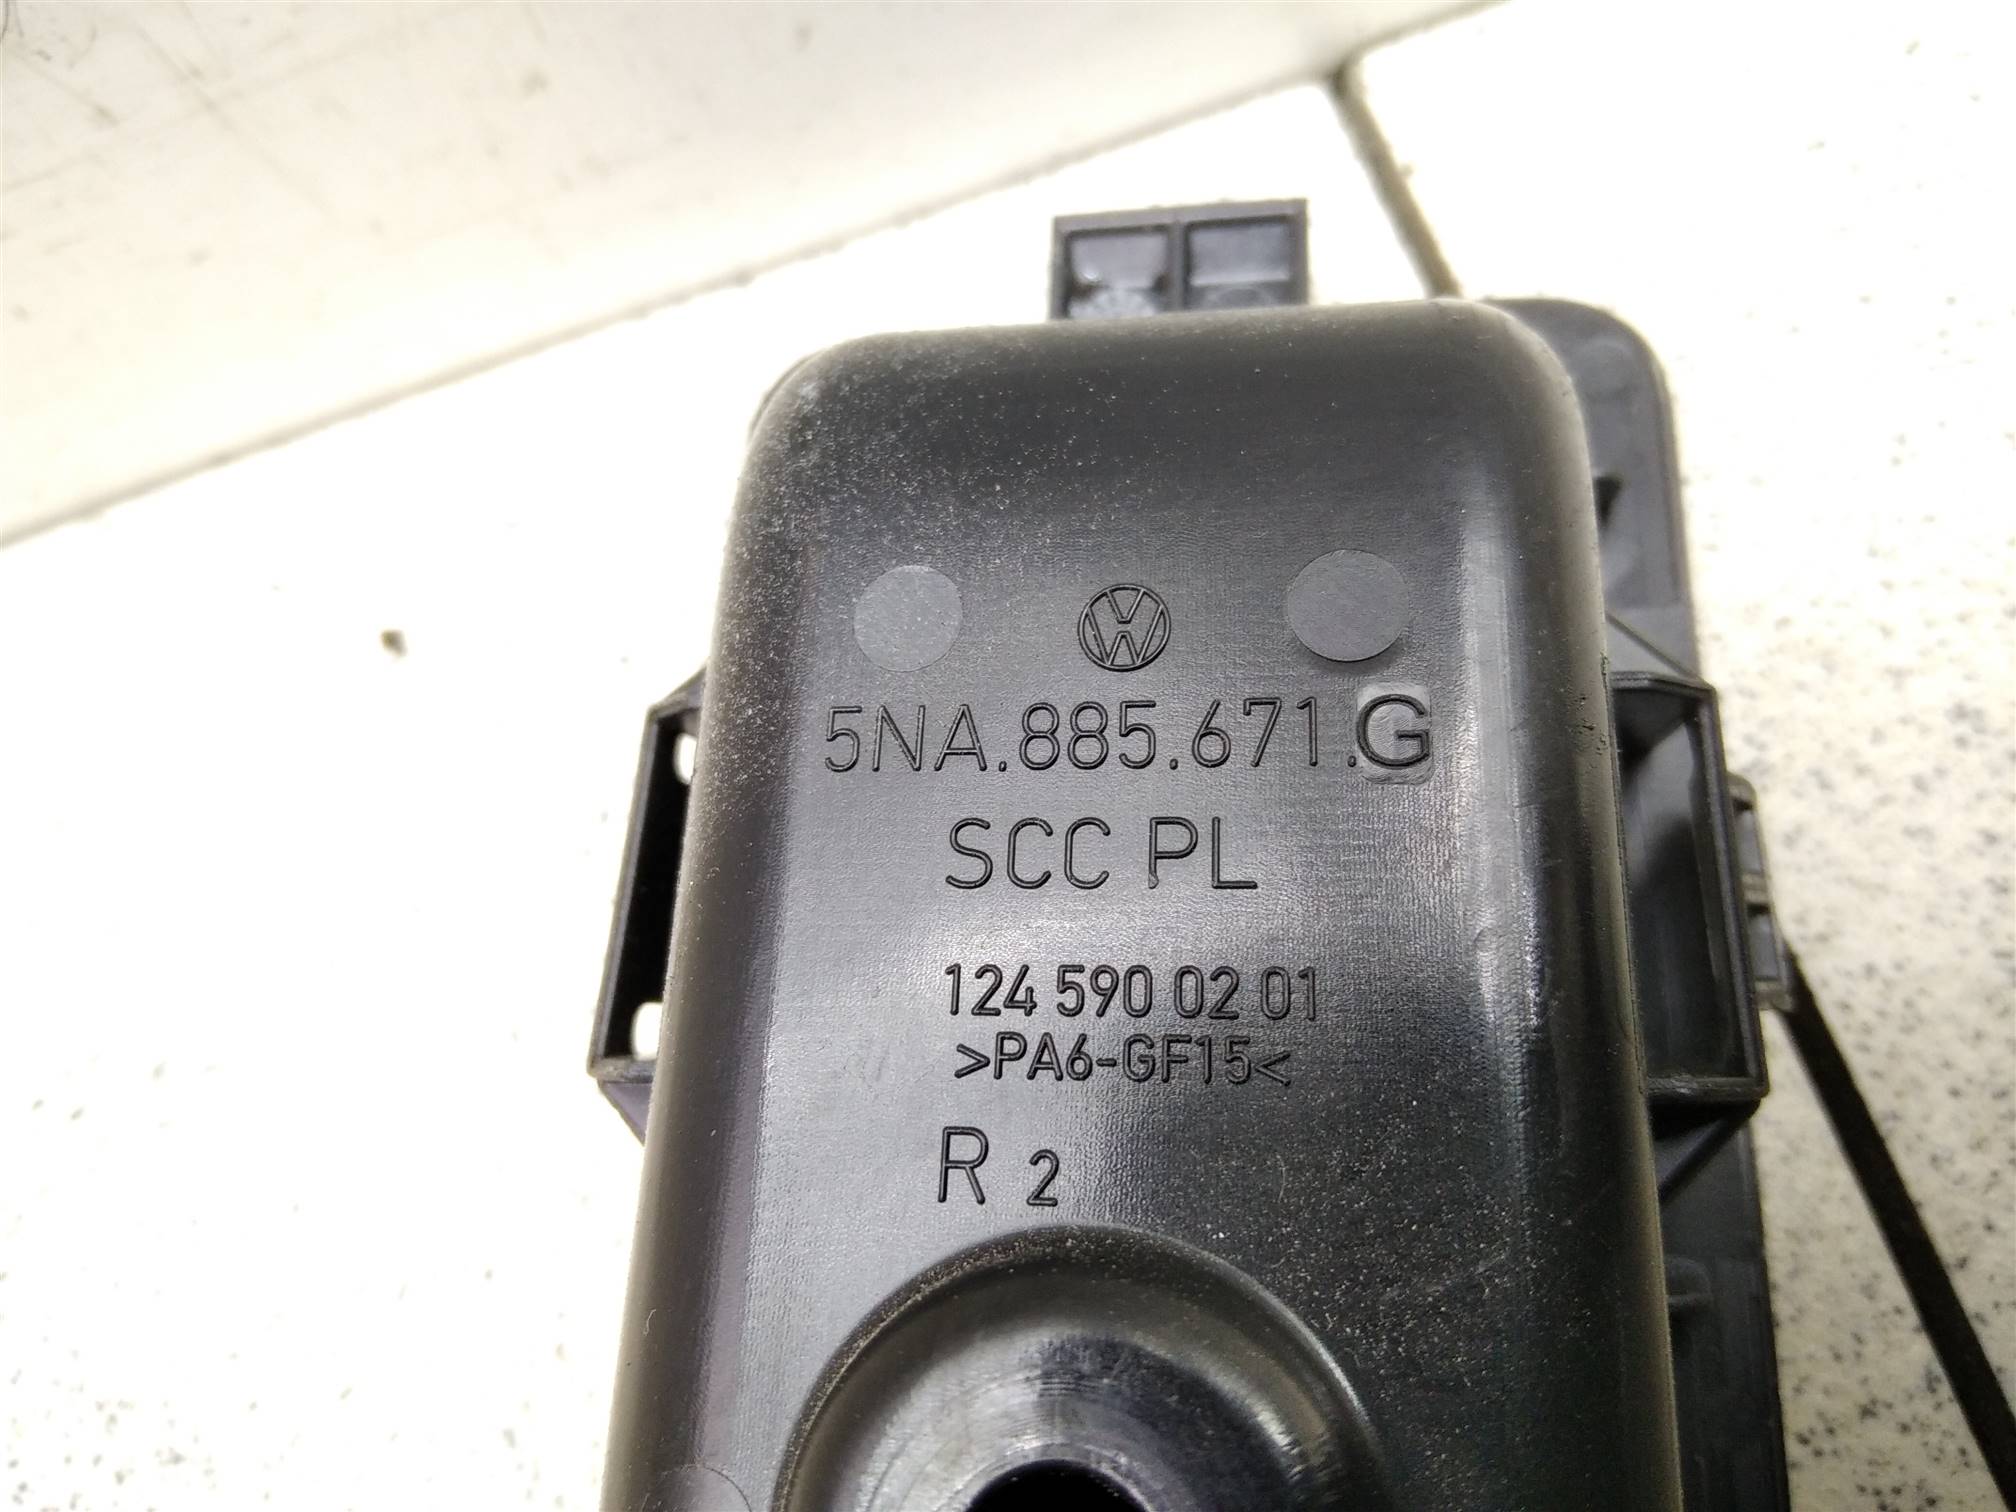 5NA.885.671.G
SCC PL
124 590 02 01
>PA6-GF15<
R 2